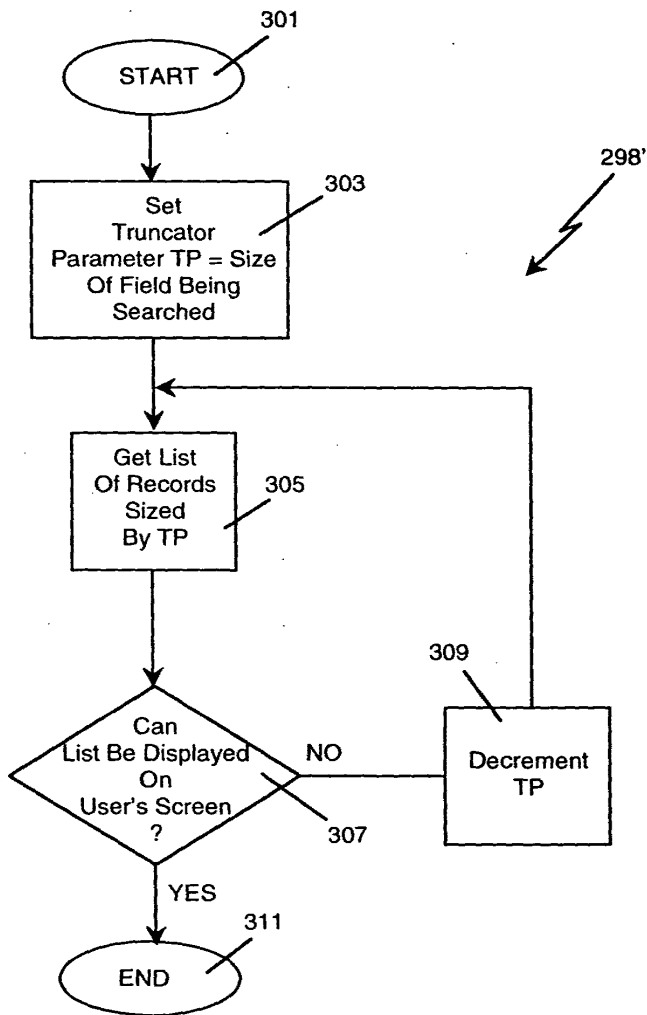 301
START
298'
303
Set
Truncator
Parameter TP = Size
Of Field Being
Searched
Get List
Of Records
Sized
By TP
305
309
Decrement
TP
Can
List Be Displayed
On
User's Screen
?
307
NO
YES
311
END